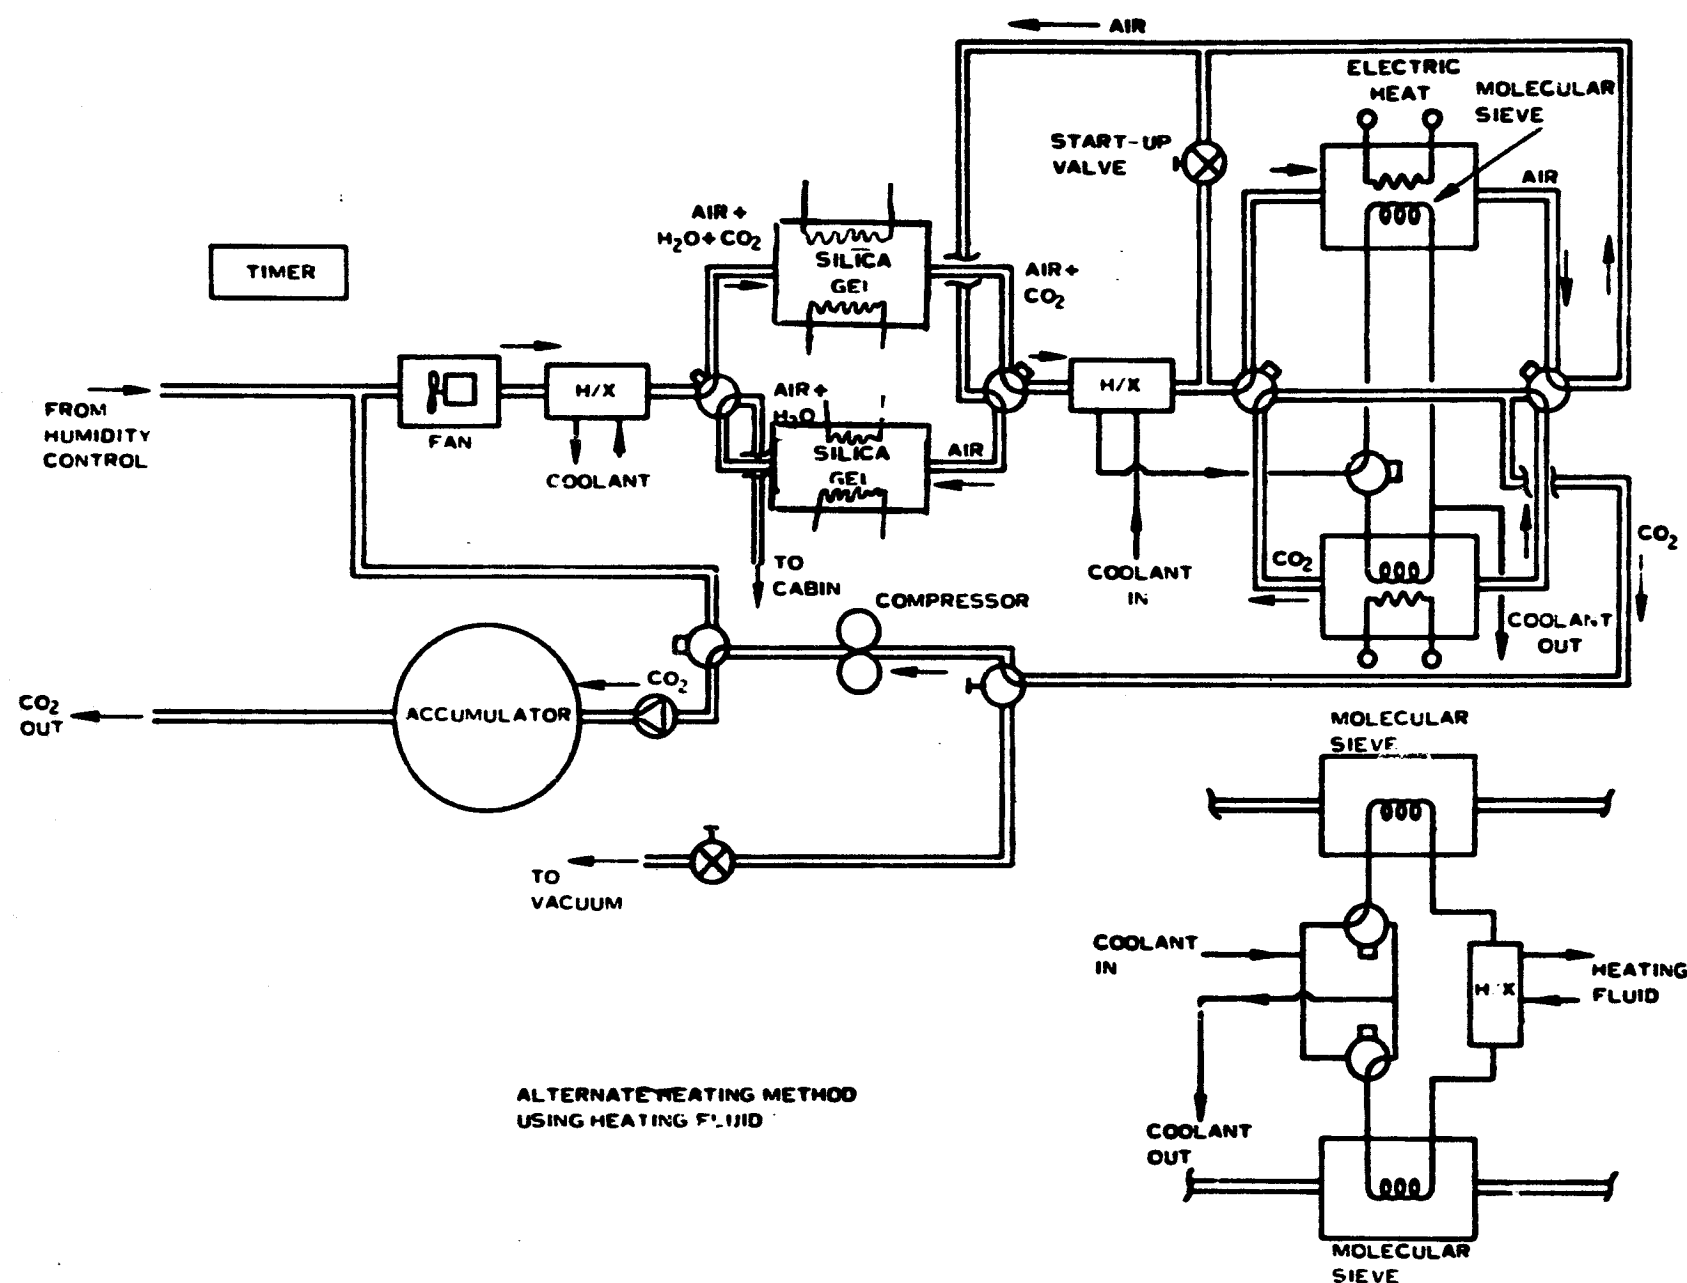 AIR
ELECTRIC
HEAT
MOLECULAR
SIEVE
START-UP
VALVE
AIR
AIR +
H2O + CO2
SILICA
GEL
AIR +
CO2
TIMER
FROM
HUMIDITY
CONTROL
FAN
H/X
COOLANT
AIR +
H2O
SILICA
GEL
AIR
H/X
COOLANT
IN
TO
CABIN
CO2
CO2
COOLANT
OUT
COMPRESSOR
CO2
CO2
OUT
ACCUMULATOR
TO
VACUUM
MOLECULAR
SIEVE
COOLANT
IN
H/X
HEATING
FLUID
COOLANT
OUT
ALTERNATE HEATING METHOD
USING HEATING FLUID
MOLECULAR
SIEVE